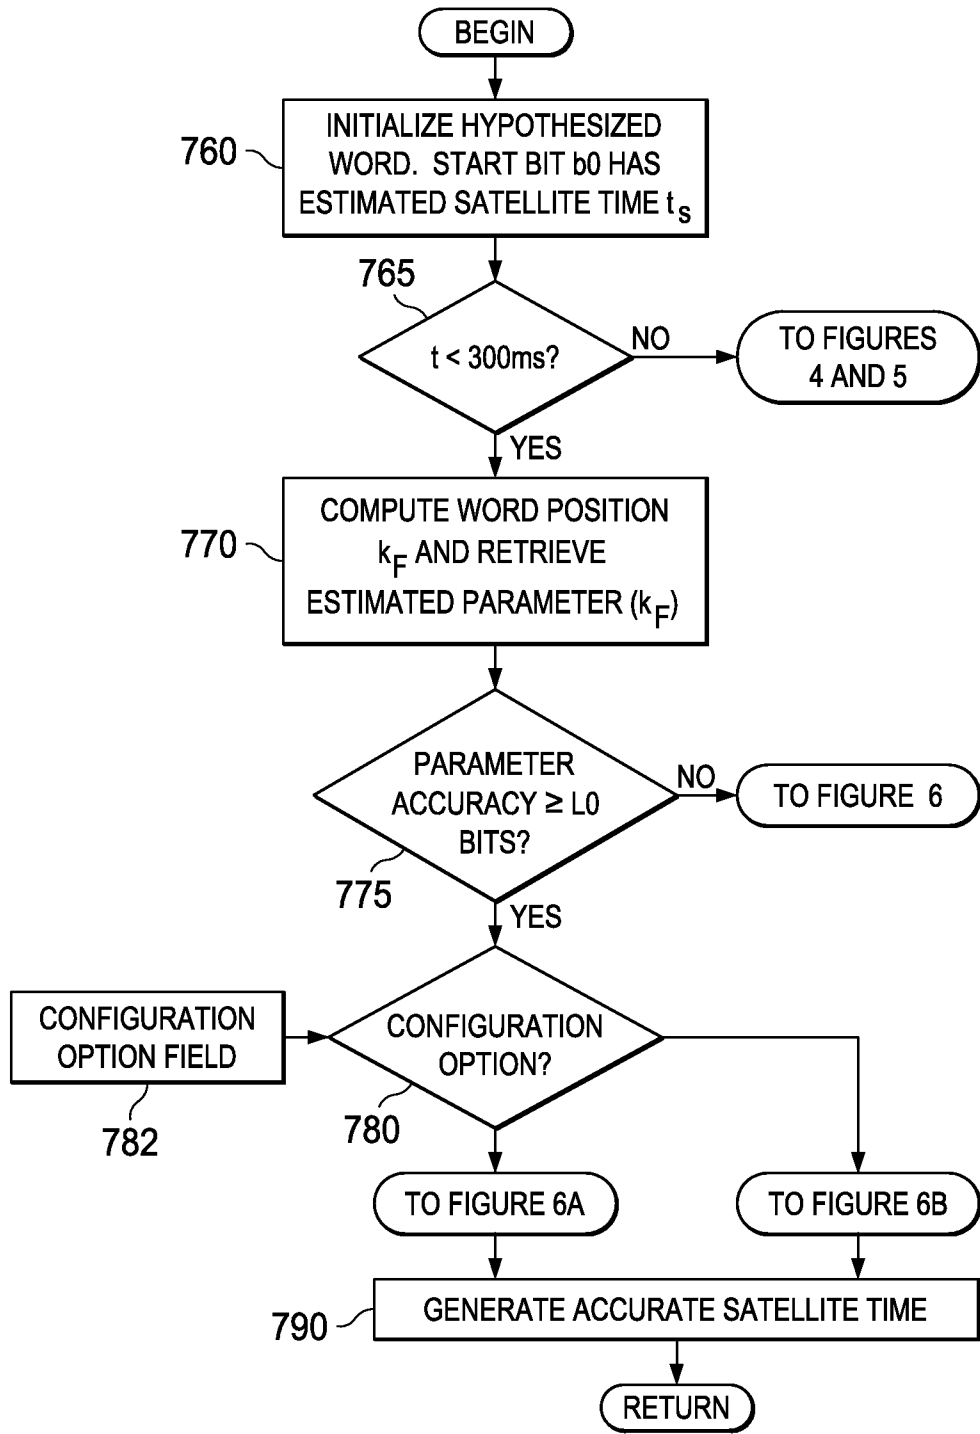 BEGIN
760
INITIALIZE HYPOTHESIZED
WORD. START BIT b0 HAS
ESTIMATED SATELLITE TIME ts
765
t < 300ms?
NO
TO FIGURES
4 AND 5
YES
770
COMPUTE WORD POSITION
kF AND RETRIEVE
ESTIMATED PARAMETER (kF)
PARAMETER
ACCURACY ≥ L0
BITS?
NO
TO FIGURE 6
775
YES
CONFIGURATION
OPTION FIELD
782
CONFIGURATION
OPTION?
780
TO FIGURE 6A
TO FIGURE 6B
790
GENERATE ACCURATE SATELLITE TIME
RETURN